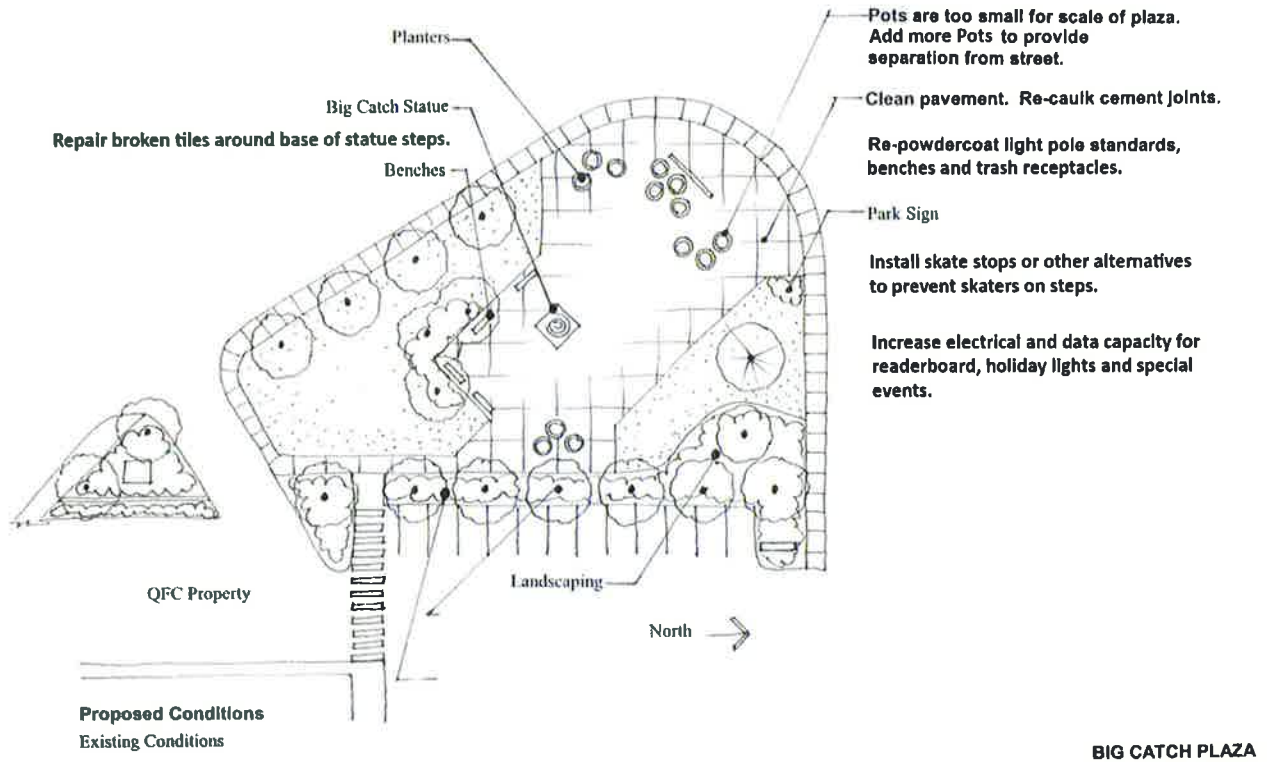 Planters
Big Catch Statue
Repair broken tiles around base of statue steps.
Benches
Pots are too small for scale of plaza.
Add more Pots to provide
separation from street.
Clean pavement. Re-caulk cement joints.
Re-powdercoat light pole standards,
benches and trash receptacles.
Park Sign
Install skate stops or other alternatives
to prevent skaters on steps.
Increase electrical and data capacity for
readerboard, holiday lights and special
events.
QFC Property
Landscaping
North
Proposed Conditions
Existing Conditions
BIG CATCH PLAZA